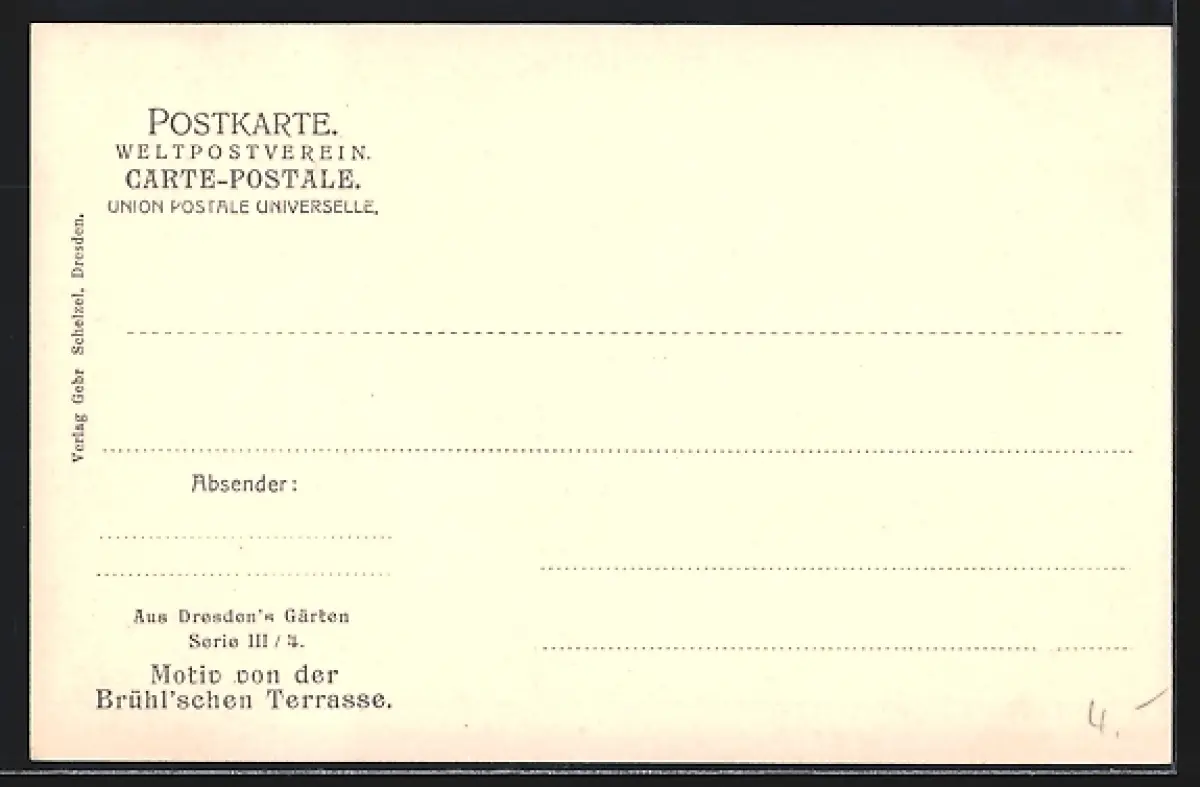 POSTKARTE.
WELTPOSTVEREIN.
CARTE-POSTALE.
UNION POSTALE UNIVERSELLE.
Verlag Gebr Schelzel, Dresden.
Absender:
Aus Dresden's Gärten
Serie III / 4.
Motiv von der
Brühl'schen Terrasse.
4.-